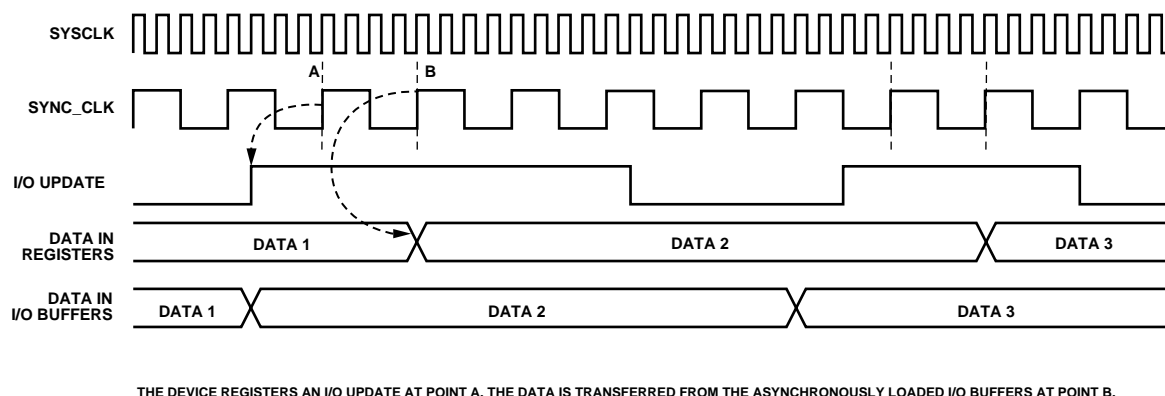 SYSCLK
A
B
SYNC_CLK
I/O UPDATE
DATA IN
REGISTERS
DATA 1
DATA 2
DATA 3
DATA IN
I/O BUFFERS
DATA 1
DATA 2
DATA 3
THE DEVICE REGISTERS AN I/O UPDATE AT POINT A. THE DATA IS TRANSFERRED FROM THE ASYNCHRONOUSLY LOADED I/O BUFFERS AT POINT B.